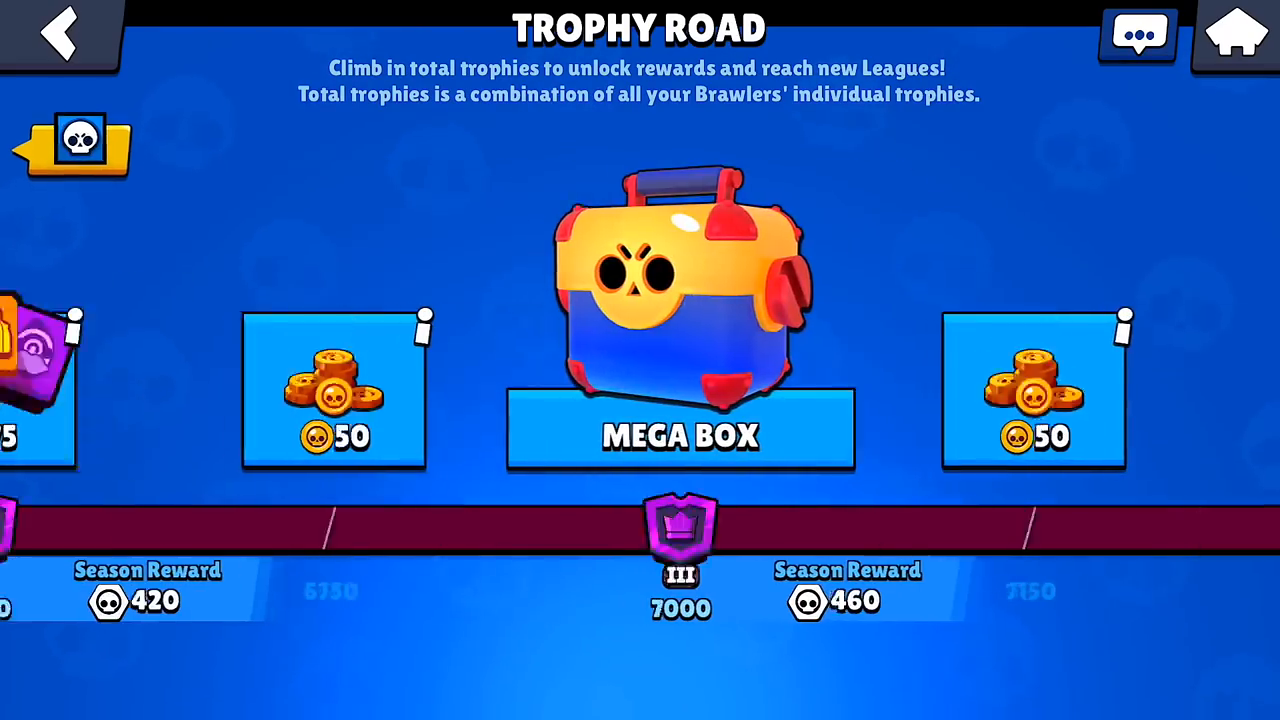 TROPHY ROAD
Climb in total trophies to unlock rewards and reach new Leagues!
Total trophies is a combination of all your Brawlers' individual trophies.
50
MEGA BOX
50
Season Reward
420
III
7000
Season Reward
460